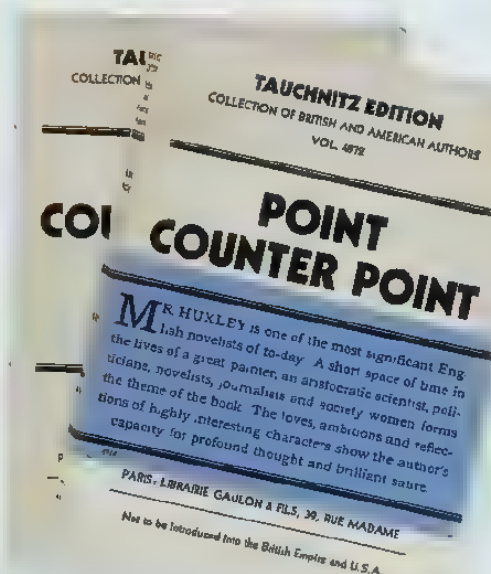 TAU
COLLECTION
COU
TAUCHNITZ EDITION
COLLECTION OF BRITISH AND AMERICAN AUTHORS
VOL. 4872
POINT
COUNTER POINT
MR HUXLEY is one of the most significant Eng-
lish novelists of to-day. A short space of time in
the lives of a great painter, an aristocratic scientist, poli-
ticians, novelists, journalists and society women forms
the theme of the book. The loves, ambitions and reflec-
tions of highly interesting characters show the author's
capacity for profound thought and brilliant satire.
PARIS - LIBRAIRIE GAULON & FILS, 39, RUE MADAME
Not to be introduced into the British Empire and U.S.A.